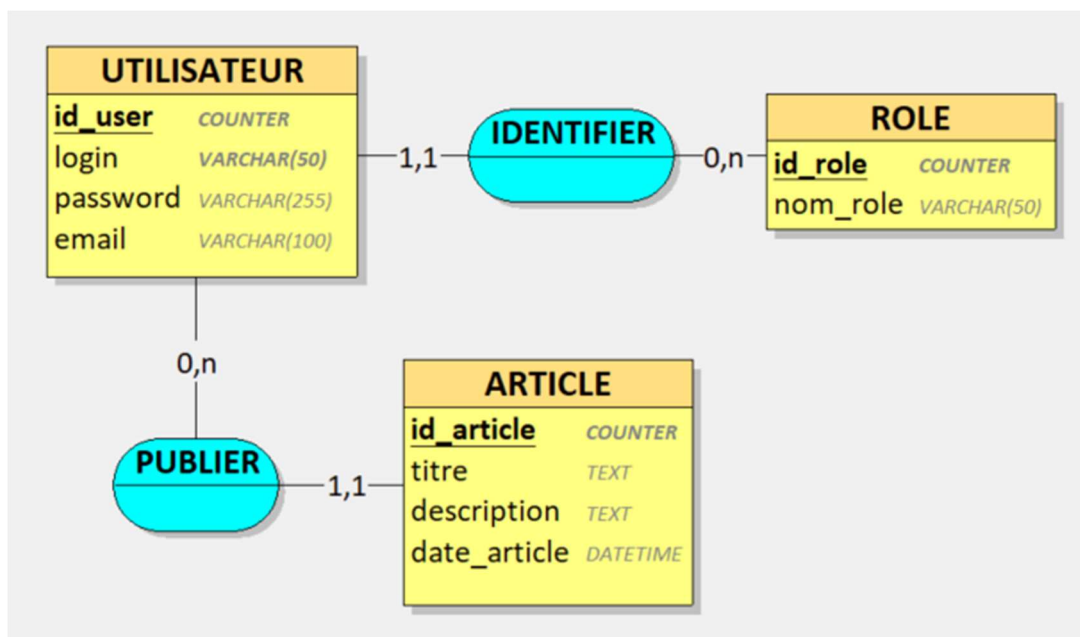 UTILISATEUR
id_user COUNTER
login VARCHAR(50)
password VARCHAR(255)
email VARCHAR(100)
1,1
IDENTIFIER
0,n
ROLE
id_role COUNTER
nom_role VARCHAR(50)
0,n
PUBLIER
1,1
ARTICLE
id_article COUNTER
titre TEXT
description TEXT
date_article DATETIME